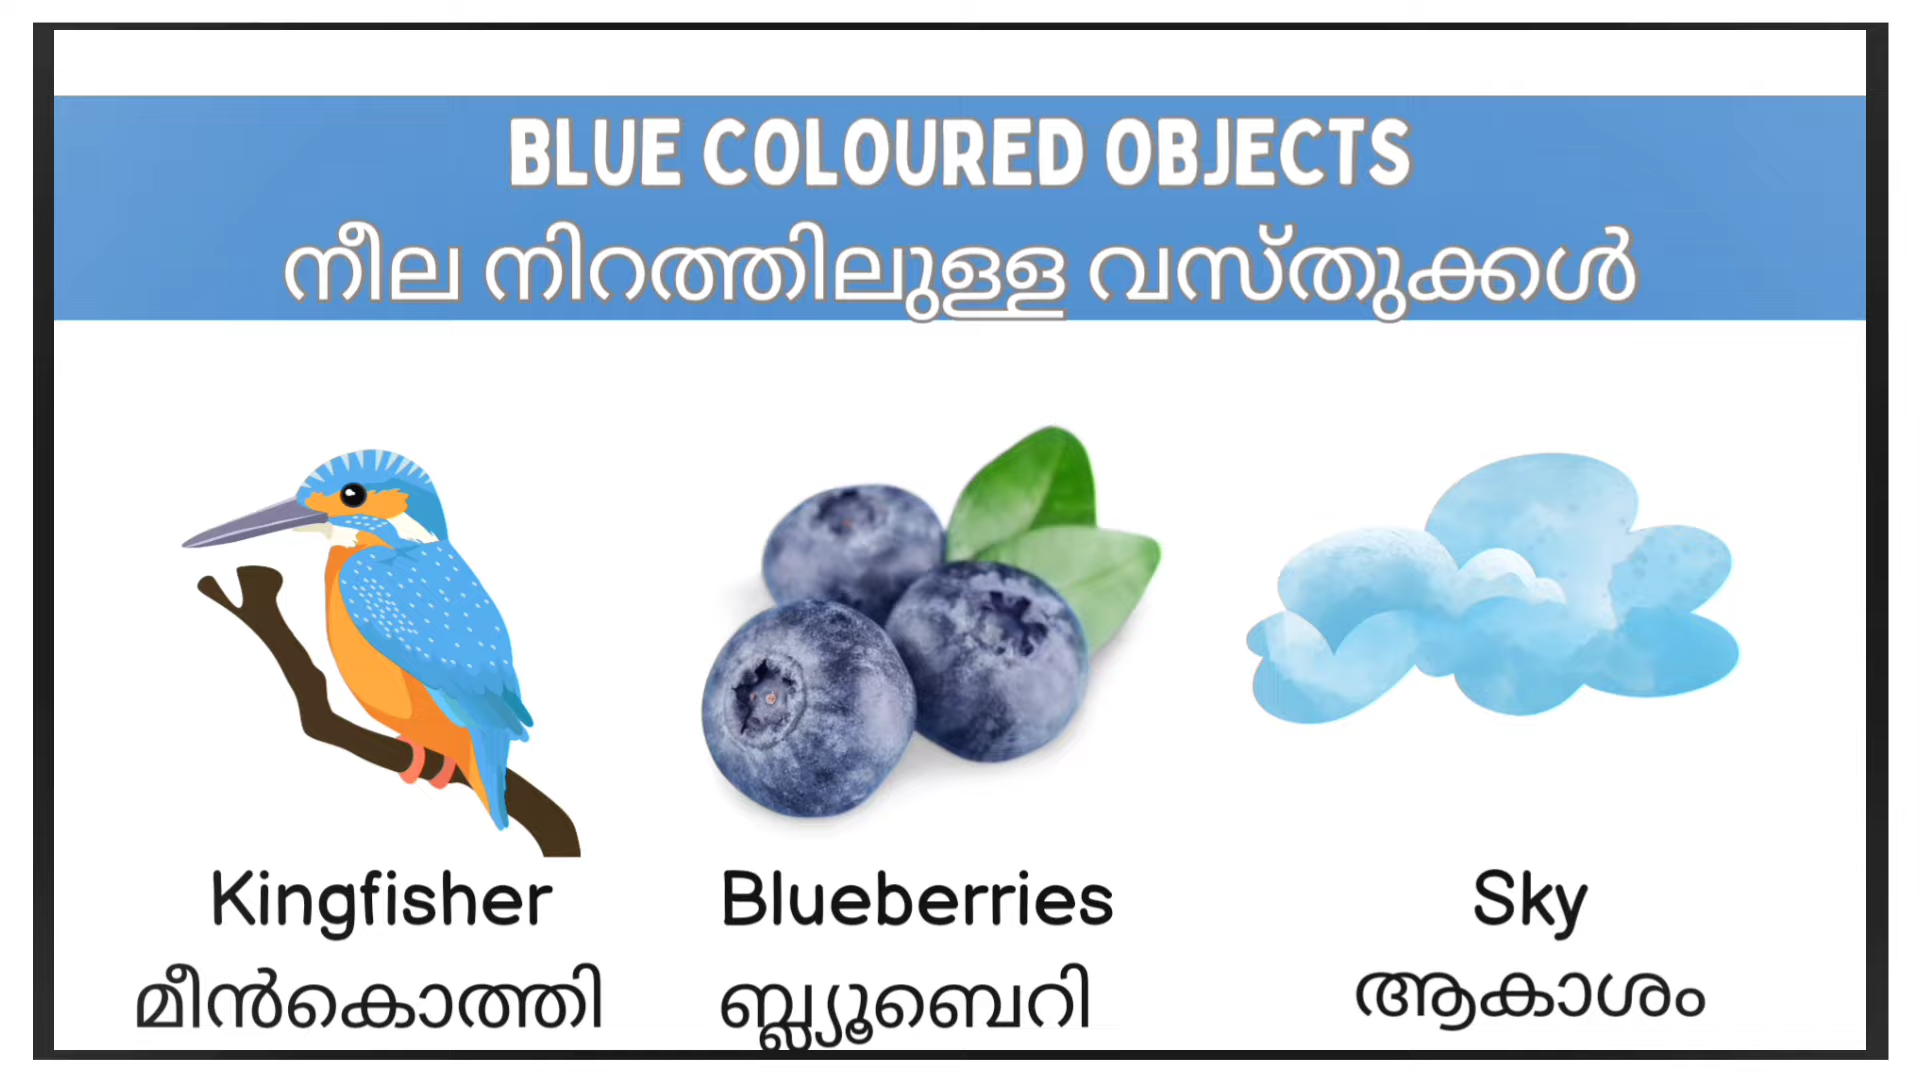 BLUE COLOURED OBJECTS
നീല നിറത്തിലുള്ള വസ്തുക്കൾ
Kingfisher
മീൻകൊത്തി
Blueberries
ബ്ല്യൂബെറി
Sky
ആകാശം